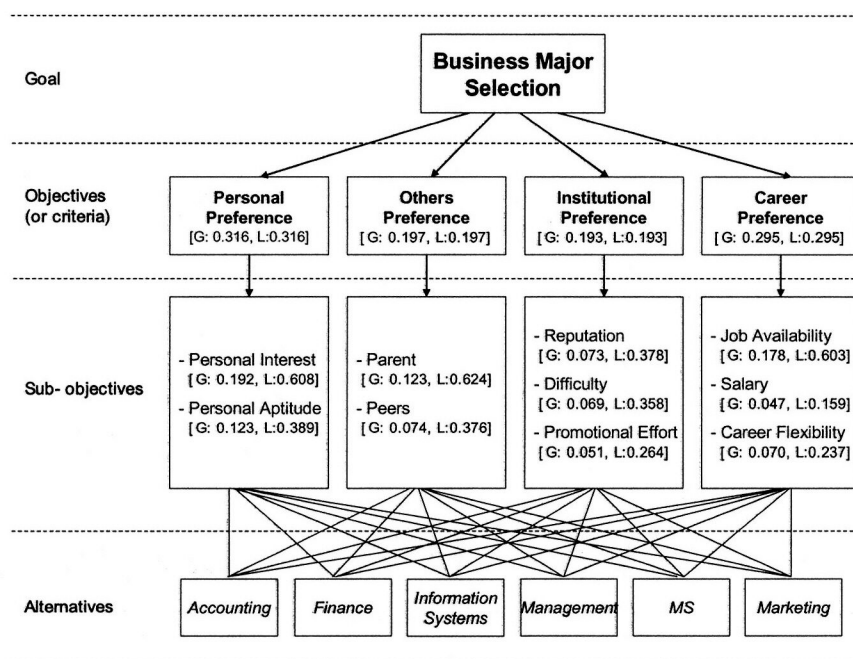 Goal
Business Major
Selection
Objectives
(or criteria)
Personal
Preference
[G: 0.316, L:0.316]
Others
Preference
[G: 0.197, L:0.197]
Institutional
Preference
[G: 0.193, L:0.193]
Career
Preference
[G: 0.295, L:0.295]
Sub- objectives
- Personal Interest
[G: 0.192, L:0.608]
- Personal Aptitude
[G: 0.123, L:0.389]
- Parent
[G: 0.123, L:0.624]
- Peers
[G: 0.074, L:0.376]
- Reputation
[G: 0.073, L:0.378]
- Difficulty
[G: 0.069, L:0.358]
- Promotional Effort
[G: 0.051, L:0.264]
- Job Availability
[G: 0.178, L:0.603]
- Salary
[G: 0.047, L:0.159]
- Career Flexibility
[G: 0.070, L:0.237]
Alternatives
Accounting
Finance
Information
Systems
Management
MS
Marketing